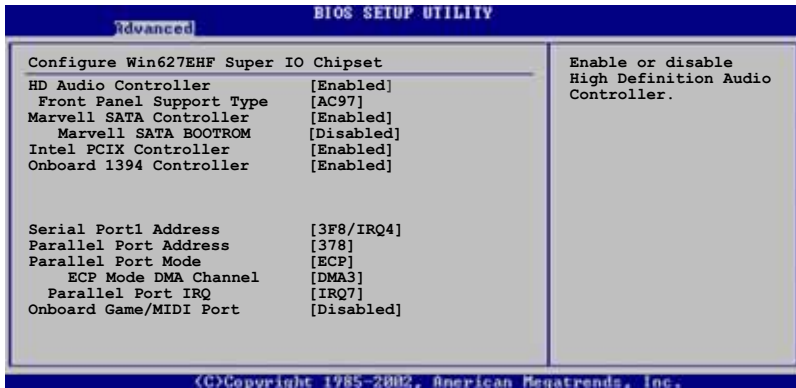 BIOS SETUP UTILITY
Advanced
Configure Win627EHF Super IO Chipset
HD Audio Controller [Enabled]
Front Panel Support Type [AC97]
Marvell SATA Controller [Enabled]
Marvell SATA BOOTROM [Disabled]
Intel PCIX Controller [Enabled]
Onboard 1394 Controller [Enabled]
Serial Port1 Address [3F8/IRQ4]
Parallel Port Address [378]
Parallel Port Mode [ECP]
ECP Mode DMA Channel [DMA3]
Parallel Port IRQ [IRQ7]
Onboard Game/MIDI Port [Disabled]
Enable or disable
High Definition Audio
Controller.
(C)Copyright 1985-2002, American Megatrends, Inc.